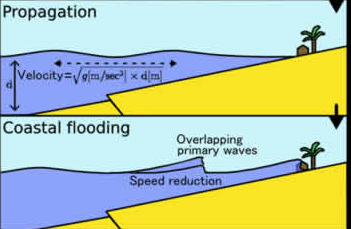 Propagation
d
Velocity=√g[m/sec²] × d[m]
Coastal flooding
Overlapping
primary waves
Speed reduction